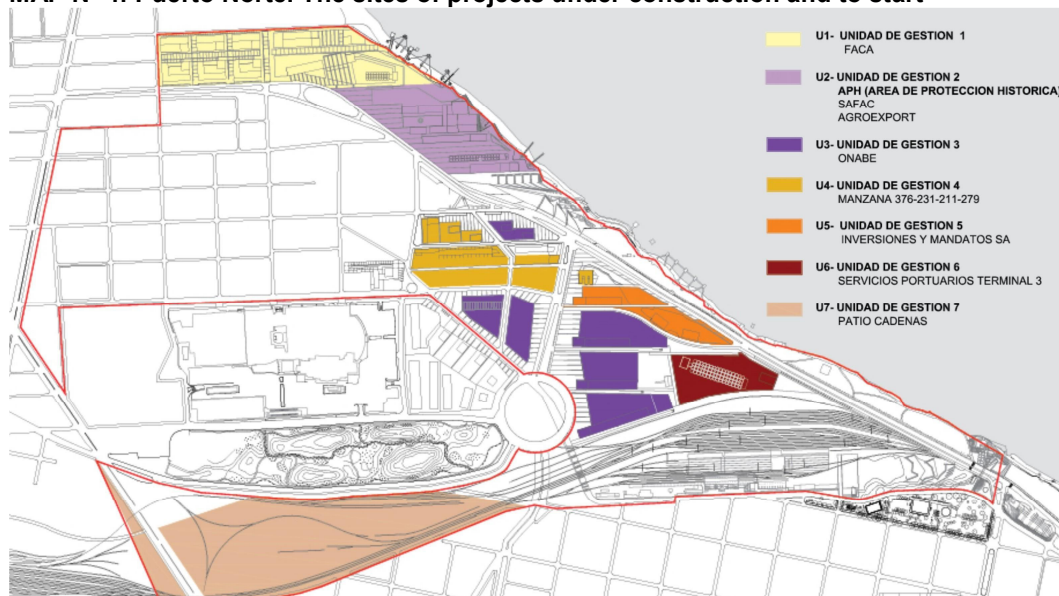 MAP Nº 4: Puerto Norte. The sites of projects under construction and to start
U1- UNIDAD DE GESTION 1
FACA
U2- UNIDAD DE GESTION 2
APH (AREA DE PROTECCION HISTORICA)
SAFAC
AGROEXPORT
U3- UNIDAD DE GESTION 3
ONABE
U4- UNIDAD DE GESTION 4
MANZANA 376-231-211-279
U5- UNIDAD DE GESTION 5
INVERSIONES Y MANDATOS SA
U6- UNIDAD DE GESTION 6
SERVICIOS PORTUARIOS TERMINAL 3
U7- UNIDAD DE GESTION 7
PATIO CADENAS